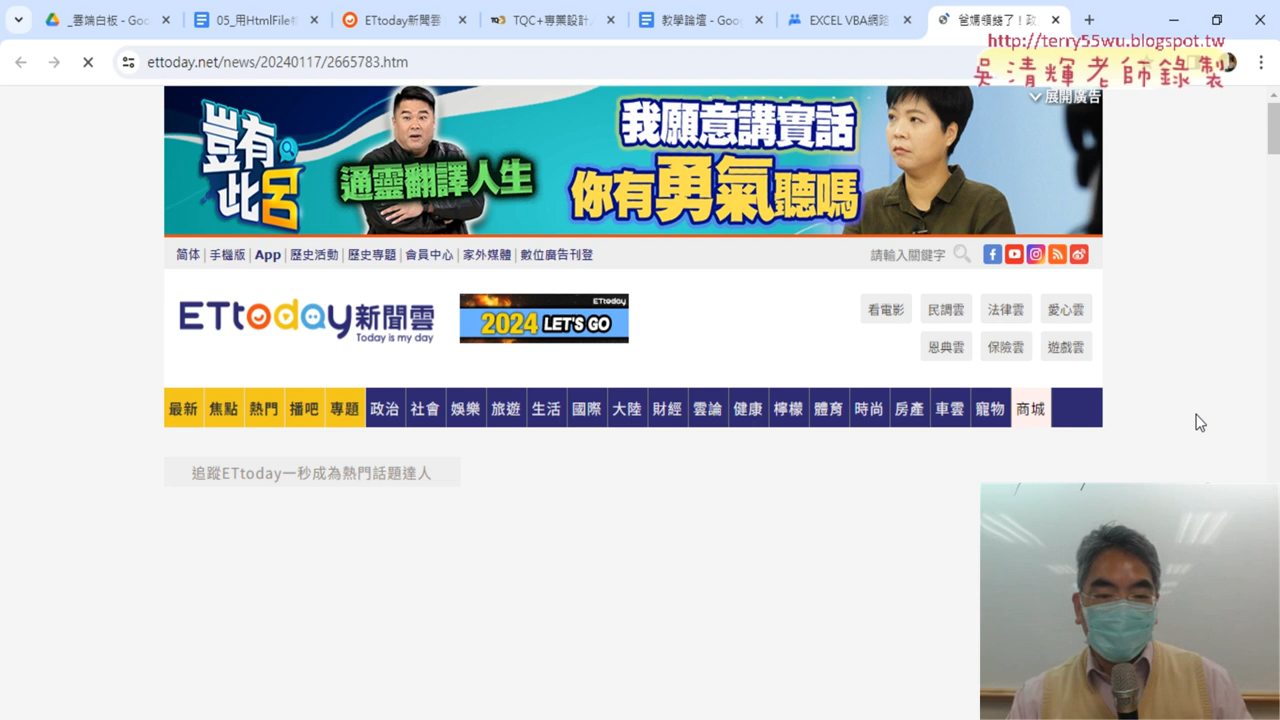 _雲端白板 - Goo
05_用HtmlFile
ETtoday新聞雲
TQC+專業設計
教學論壇 - Goo
EXCEL VBA網路
爸媽領錢了！政
ettoday.net/news/20240117/2665783.htm
http://terry55wu.blogspot.tw
吳清輝老師錄製
展開廣告
豈有此呂
通靈翻譯人生
我願意講實話
你有勇氣聽嗎
简体 | 手機版 | App | 歷史活動 | 歷史專題 | 會員中心 | 家外媒體 | 數位廣告刊登
請輸入關鍵字
ETtoday新聞雲
Today is my day
ETtoday
2024 LET'S GO
看電影 民調雲 法律雲 愛心雲
恩典雲 保險雲 遊戲雲
最新 焦點 熱門 播吧 專題 政治 社會 娛樂 旅遊 生活 國際 大陸 財經 雲論 健康 檸檬 體育 時尚 房產 車雲 寵物 商城
追蹤ETtoday一秒成為熱門話題達人